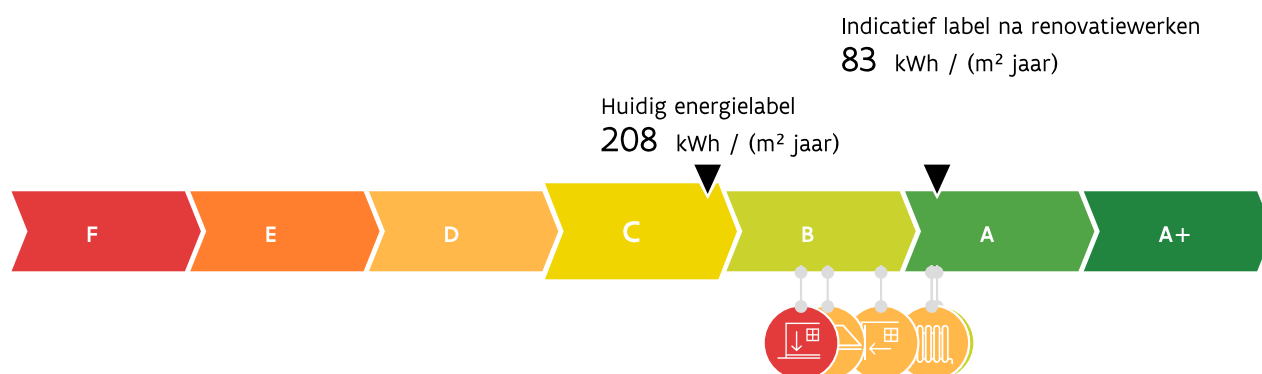 Indicatief label na renovatiewerken
83 kWh / (m² jaar)
Huidig energielabel
208 kWh / (m² jaar)
F E D C B A A+